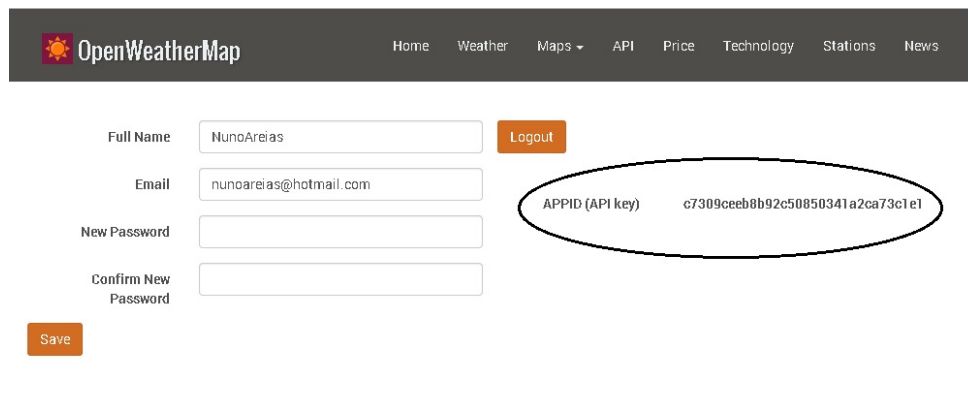 OpenWeatherMap Home Weather Maps API Price Technology Stations News
Full Name NunoAreias Logout
Email nunoareias@hotmail.com
APPID (API key) c7309ceeb8b92c50850341a2ca73c1e1
New Password
Confirm New
Password
Save